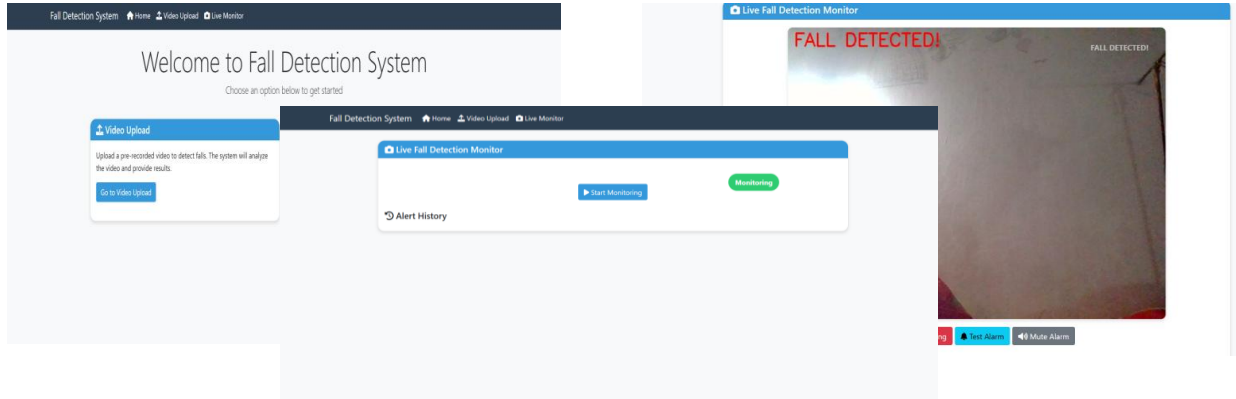 Fall Detection System Home Video Upload Live Monitor
Welcome to Fall Detection System
Choose an option below to get started
Video Upload
Upload a pre-recorded video to detect falls. The system will analyze
the video and provide results.
Go to Video Upload
Fall Detection System Home Video Upload Live Monitor
Live Fall Detection Monitor
Monitoring
Start Monitoring
Alert History
Live Fall Detection Monitor
FALL DETECTED!
FALL DETECTED!
ng Test Alarm Mute Alarm